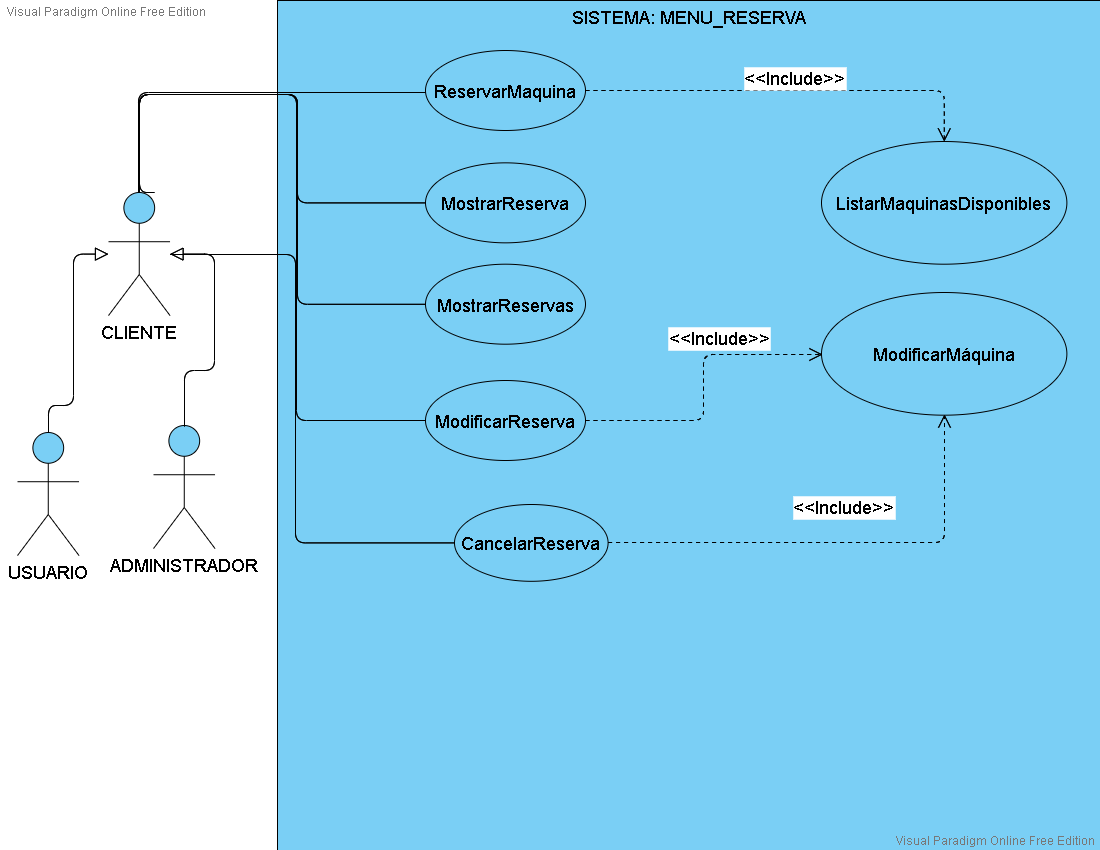 Visual Paradigm Online Free Edition
SISTEMA: MENU_RESERVA
<<Include>>
ReservarMaquina
MostrarReserva
ListarMaquinasDisponibles
MostrarReservas
CLIENTE
<<Include>>
ModificarMáquina
ModificarReserva
<<Include>>
CancelarReserva
USUARIO
ADMINISTRADOR
Visual Paradigm Online Free Edition